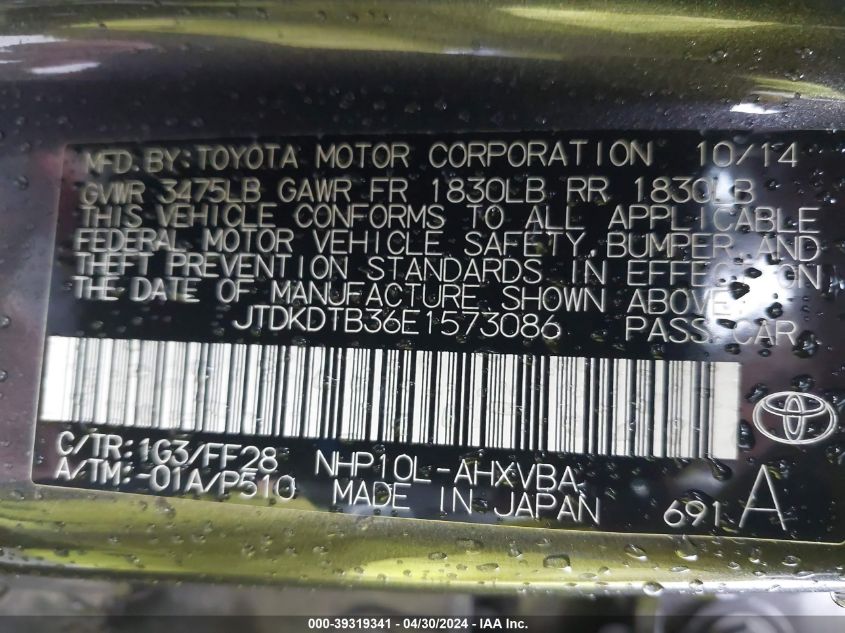 MFD.BY:TOYOTA MOTOR CORPORATION 10/14
GVWR 3475LB GAWR FR 1830LB RR 1830LB
THIS VEHICLE CONFORMS TO ALL APPLICABLE
FEDERAL MOTOR VEHICLE SAFETY,BUMPER,AND
THEFT PREVENTION STANDARDS IN EFFECT ON
THE DATE OF MANUFACTURE SHOWN ABOVE.
JTDKDTB36E1573086 PASS.CAR
C/TR:1G3/FF28 NHP10L-AHXVBA
A/TM:-01A/P510 MADE IN JAPAN 691 A
000-39319341 / 04/30/2024 - IAA Inc.